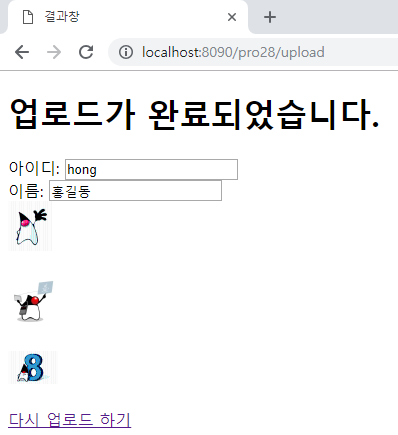 결과창
localhost:8090/pro28/upload
업로드가 완료되었습니다.
아이디: hong
이름: 홍길동
8
다시 업로드 하기